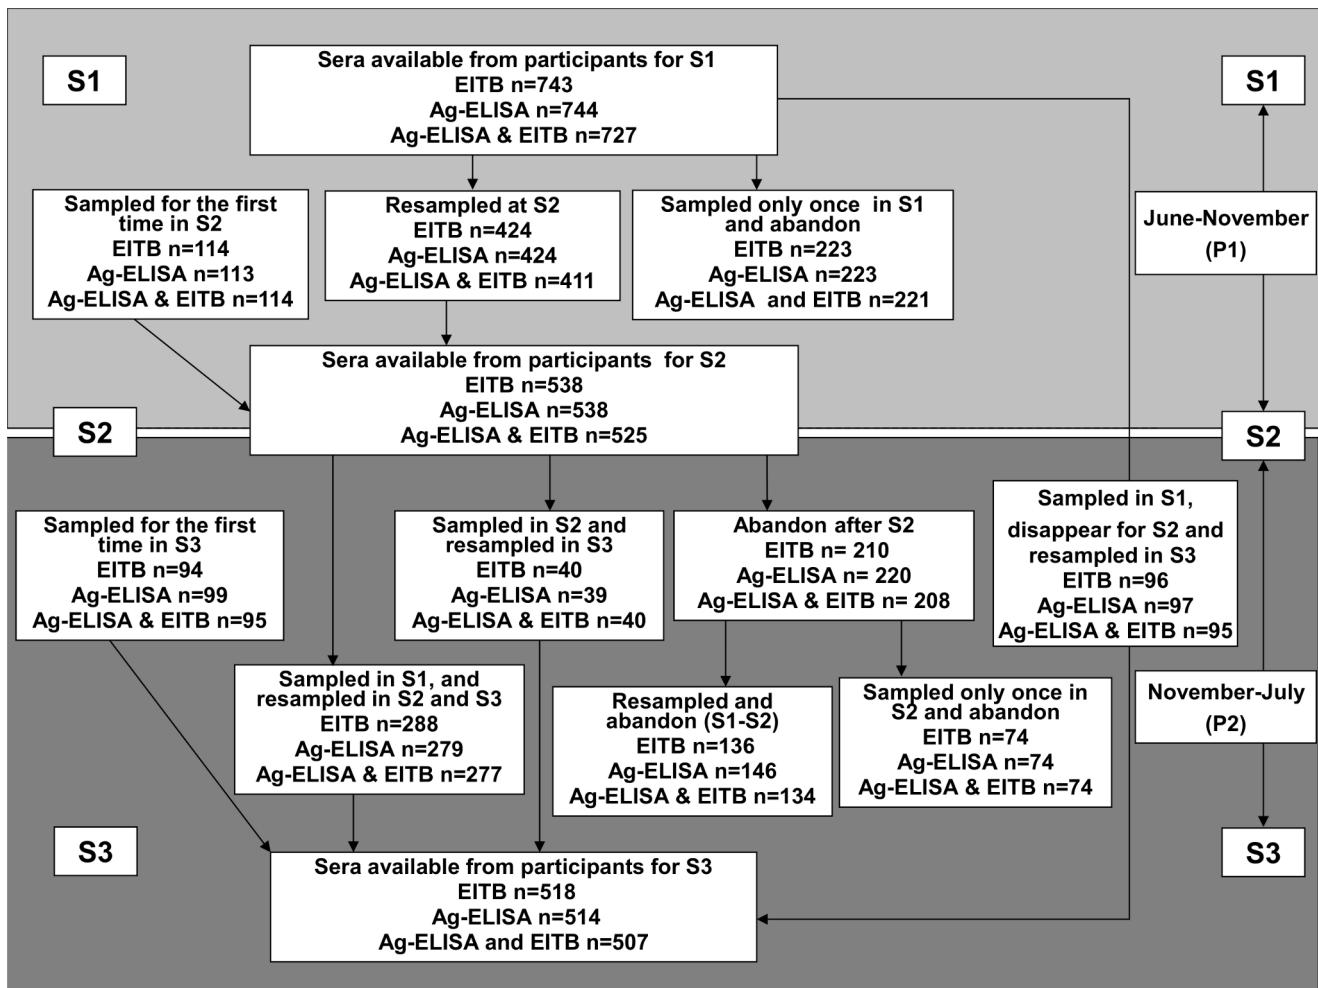 S1
Sera available from participants for S1
EITB n=743
Ag-ELISA n=744
Ag-ELISA & EITB n=727
S1
Sampled for the first
time in S2
EITB n=114
Ag-ELISA n=113
Ag-ELISA & EITB n=114
Resampled at S2
EITB n=424
Ag-ELISA n=424
Ag-ELISA & EITB n=411
Sampled only once in S1
and abandon
EITB n=223
Ag-ELISA n=223
Ag-ELISA and EITB n=221
June-November
(P1)
Sera available from participants for S2
EITB n=538
Ag-ELISA n=538
Ag-ELISA & EITB n=525
S2
S2
Sampled for the first
time in S3
EITB n=94
Ag-ELISA n=99
Ag-ELISA & EITB n=95
Sampled in S2 and
resampled in S3
EITB n=40
Ag-ELISA n=39
Ag-ELISA & EITB n=40
Abandon after S2
EITB n= 210
Ag-ELISA n= 220
Ag-ELISA & EITB n= 208
Sampled in S1,
disappear for S2 and
resampled in S3
EITB n=96
Ag-ELISA n=97
Ag-ELISA & EITB n=95
Sampled in S1, and
resampled in S2 and S3
EITB n=288
Ag-ELISA n=279
Ag-ELISA & EITB n=277
Resampled and
abandon (S1-S2)
EITB n=136
Ag-ELISA n=146
Ag-ELISA & EITB n=134
Sampled only once in
S2 and abandon
EITB n=74
Ag-ELISA n=74
Ag-ELISA & EITB n=74
November-July
(P2)
S3
Sera available from participants for S3
EITB n=518
Ag-ELISA n=514
Ag-ELISA and EITB n=507
S3